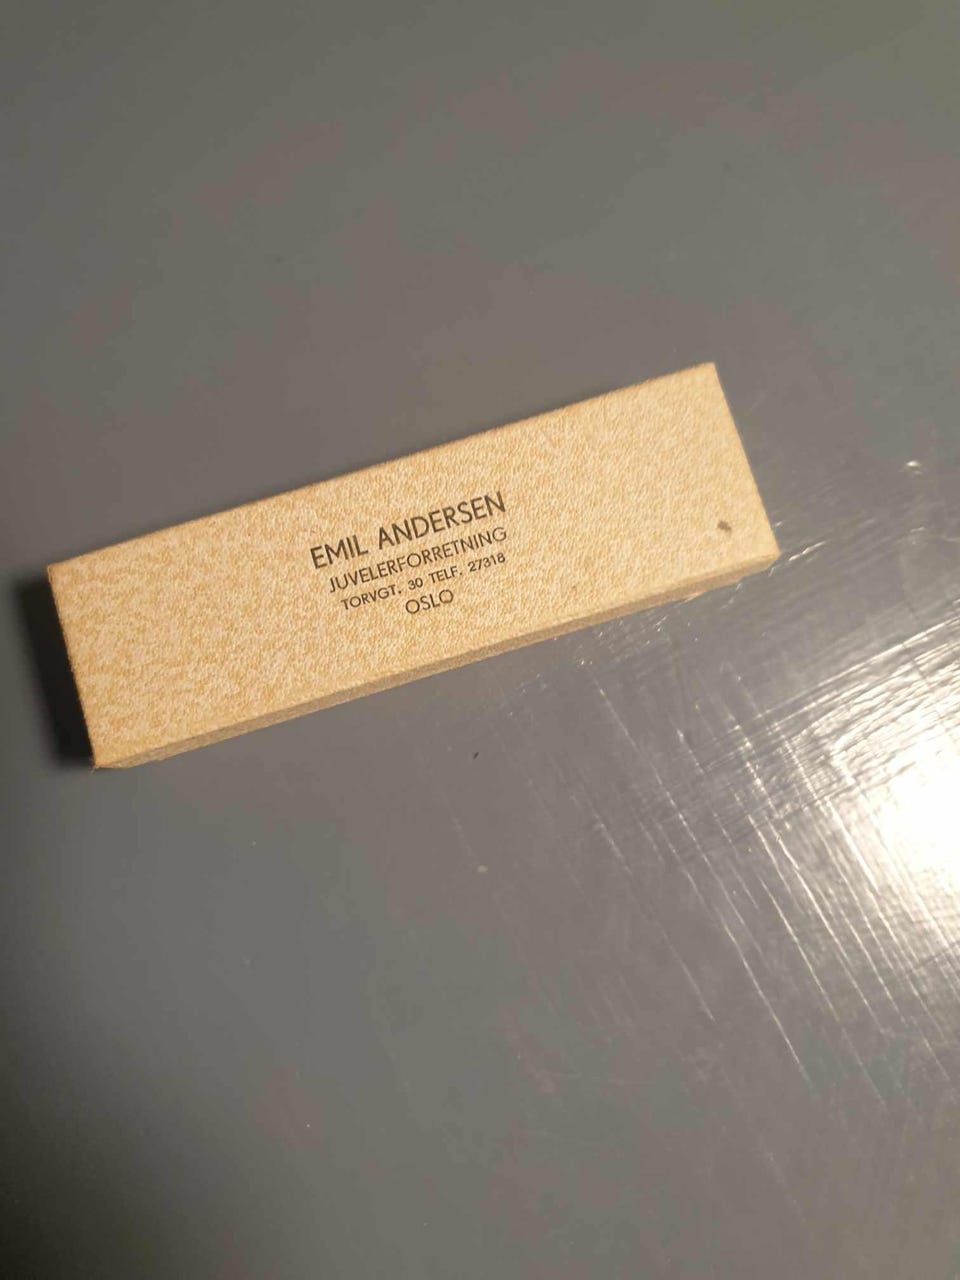 EMIL ANDERSEN
JUVELERFORRETNING
TORVGT. 30 TELF. 27318
OSLO